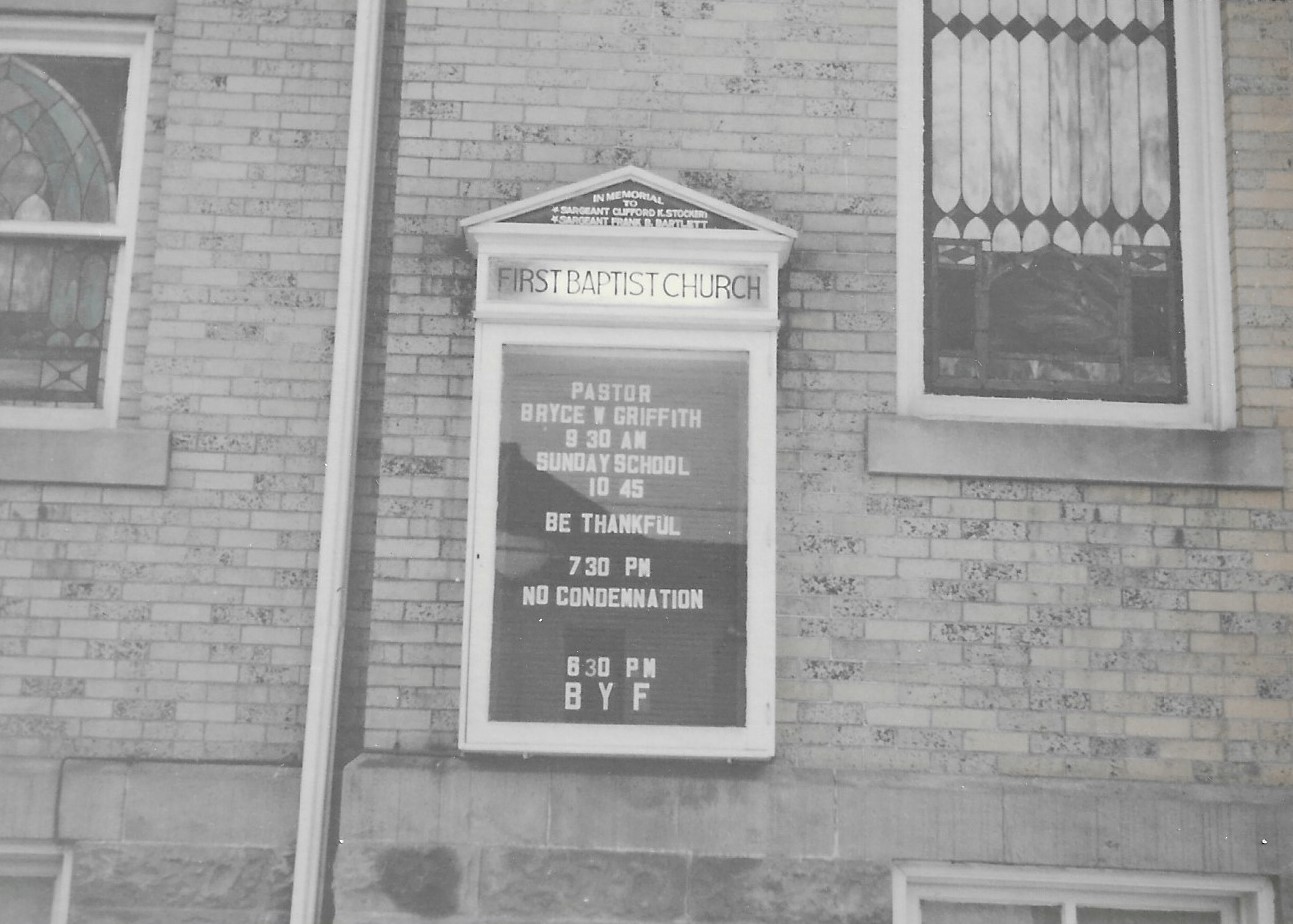 IN MEMORIAL
TO
★ SARGEANT CLIFFORD K. STOCKERD
★ SARGEANT FRANK B. BARTLETT
FIRST BAPTIST CHURCH
PASTOR
BRYCE W GRIFFITH
9 30 AM
SUNDAY SCHOOL
10 45
BE THANKFUL
7 30 PM
NO CONDEMNATION
6 30 PM
B Y F